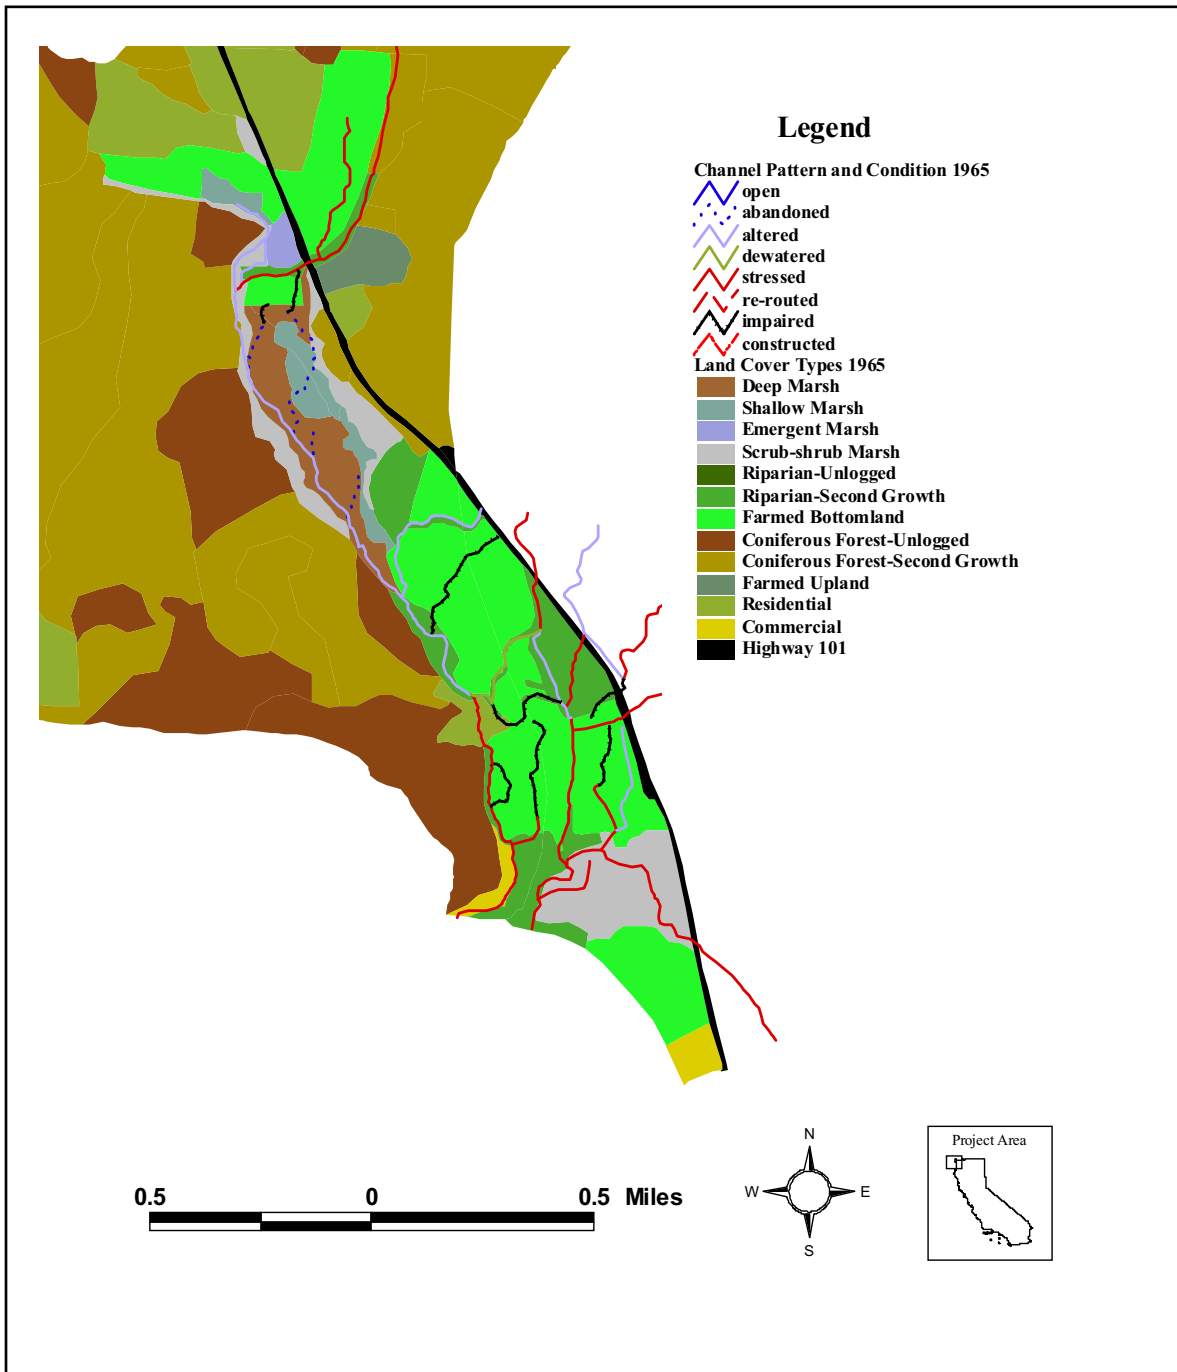 Legend
Channel Pattern and Condition 1965
open
abandoned
altered
dewatered
stressed
re-routed
impaired
constructed
Land Cover Types 1965
Deep Marsh
Shallow Marsh
Emergent Marsh
Scrub-shrub Marsh
Riparian-Unlogged
Riparian-Second Growth
Farmed Bottomland
Coniferous Forest-Unlogged
Coniferous Forest-Second Growth
Farmed Upland
Residential
Commercial
Highway 101
0.5 0 0.5 Miles
N
W E
S
Project Area